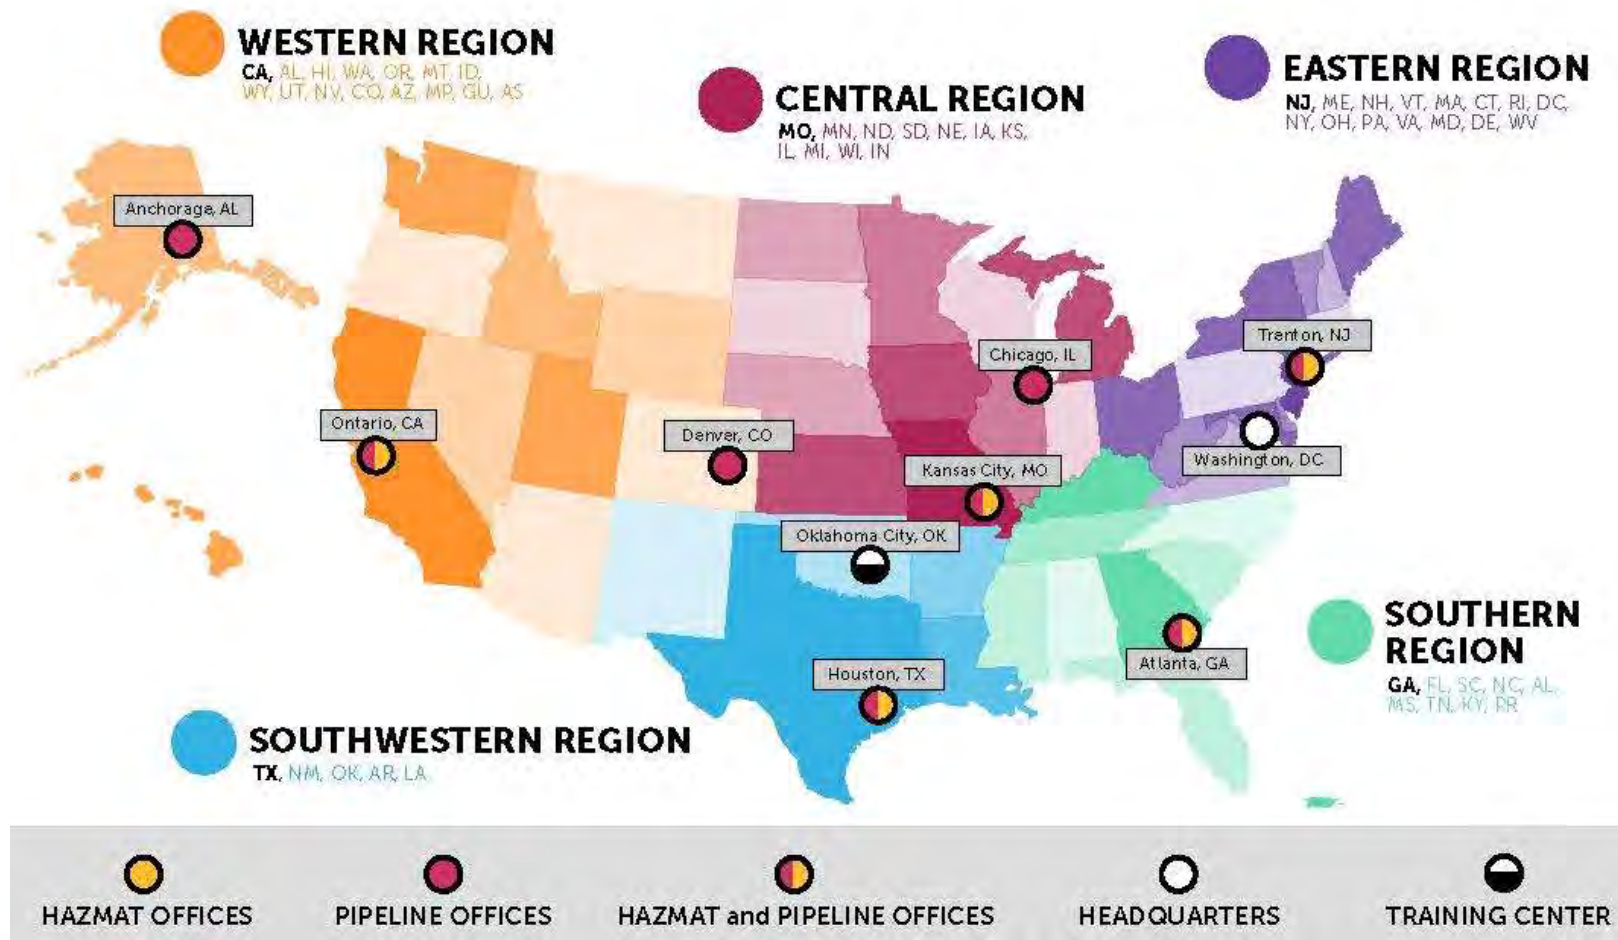 WESTERN REGION
CA, AL, HI, WA, OR, MT, ID,
WY, UT, NV, CO, AZ, MP, GU, AS
CENTRAL REGION
MO, MN, ND, SD, NE, IA, KS,
IL, MI, WI, IN
EASTERN REGION
NJ, ME, NH, VT, MA, CT, RI, DC,
NY, OH, PA, VA, MD, DE, WV
Anchorage, AL
Trenton, NJ
Chicago, IL
Ontario, CA
Denver, CO
Kansas City, MO
Washington, DC
Oklahoma City, OK
Houston, TX
Atlanta, GA
SOUTHERN
REGION
GA, FL, SC, NC, AL,
MS, TN, KY, PR
SOUTHWESTERN REGION
TX, NM, OK, AR, LA
HAZMAT OFFICES
PIPELINE OFFICES
HAZMAT and PIPELINE OFFICES
HEADQUARTERS
TRAINING CENTER